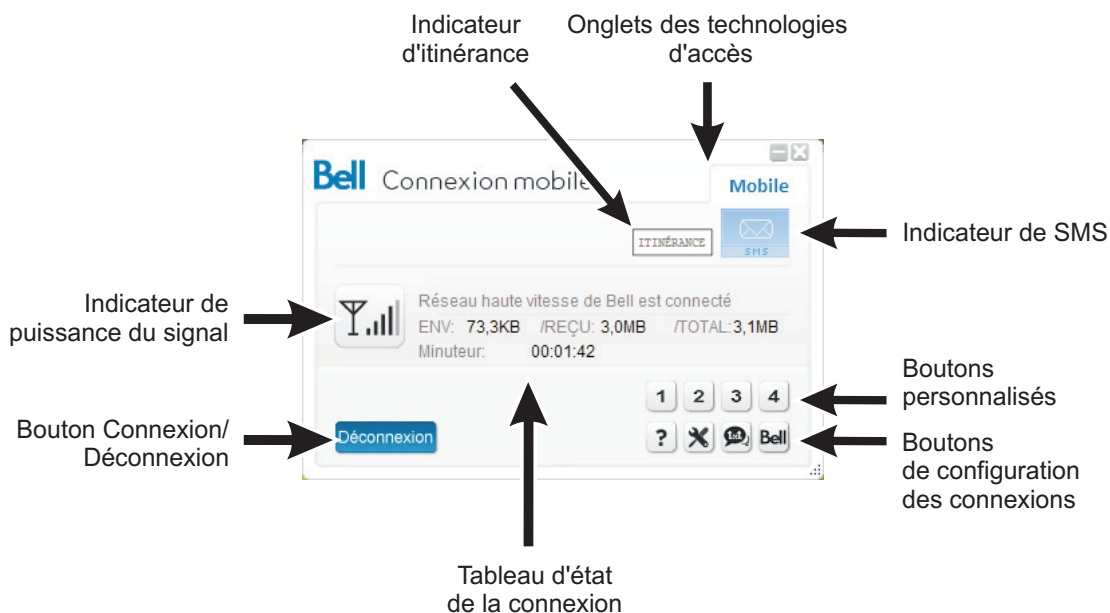 Indicateur
d'itinérance
Onglets des technologies
d'accès
Bell Connexion mobile
Mobile
ITINÉRANCE
SMS
Indicateur de SMS
Indicateur de
puissance du signal
Réseau haute vitesse de Bell est connecté
ENV: 73,3KB /REÇU: 3,0MB /TOTAL:3,1MB
Minuteur: 00:01:42
1 2 3 4
Boutons
personnalisés
Bouton Connexion/
Déconnexion
Déconnexion
? Bell
Boutons
de configuration
des connexions
Tableau d'état
de la connexion